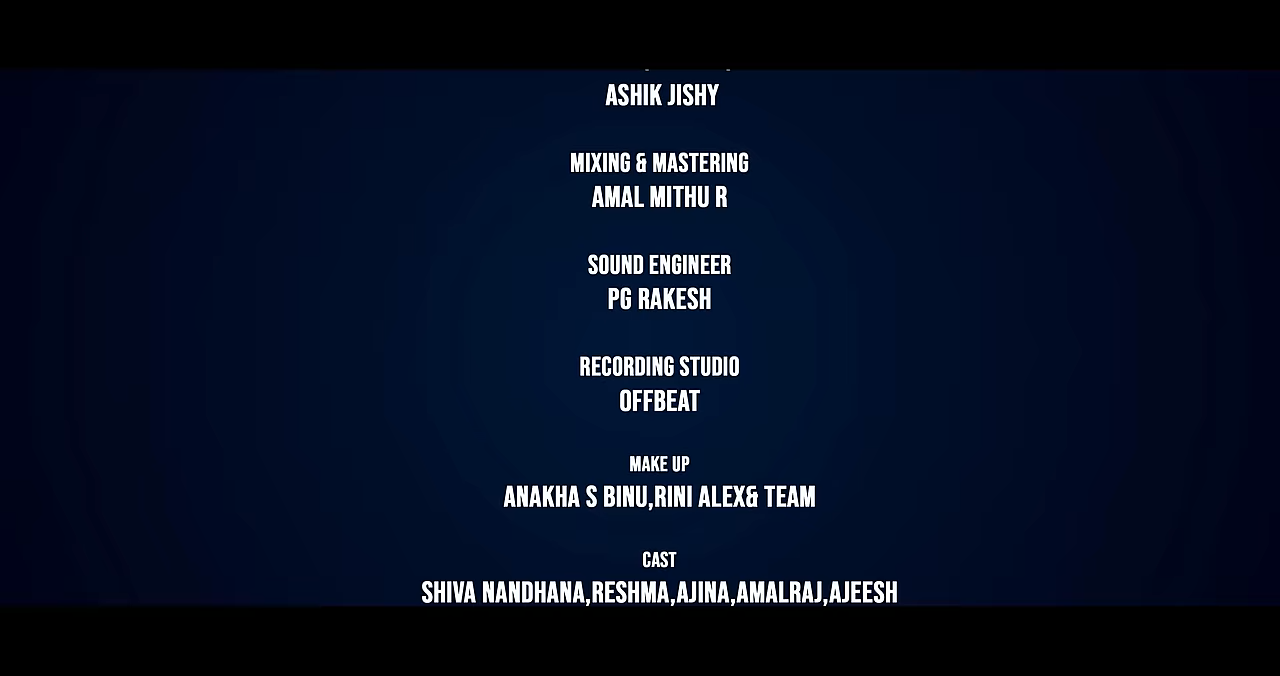 ASHIK JISHY
MIXING & MASTERING
AMAL MITHU R
SOUND ENGINEER
PG RAKESH
RECORDING STUDIO
OFFBEAT
MAKE UP
ANAKHA S BINU,RINI ALEX& TEAM
CAST
SHIVA NANDHANA,RESHMA,AJINA,AMALRAJ,AJEESH